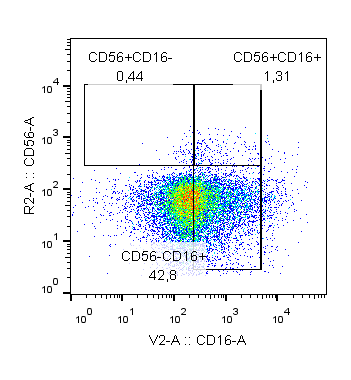 CD56+CD16- CD56+CD16+
0,44 1,31
10^4
10^3
10^2
10^1
10^0
R2-A :: CD56-A
CD56-CD16+
42,8
10^0 10^1 10^2 10^3 10^4
V2-A :: CD16-A